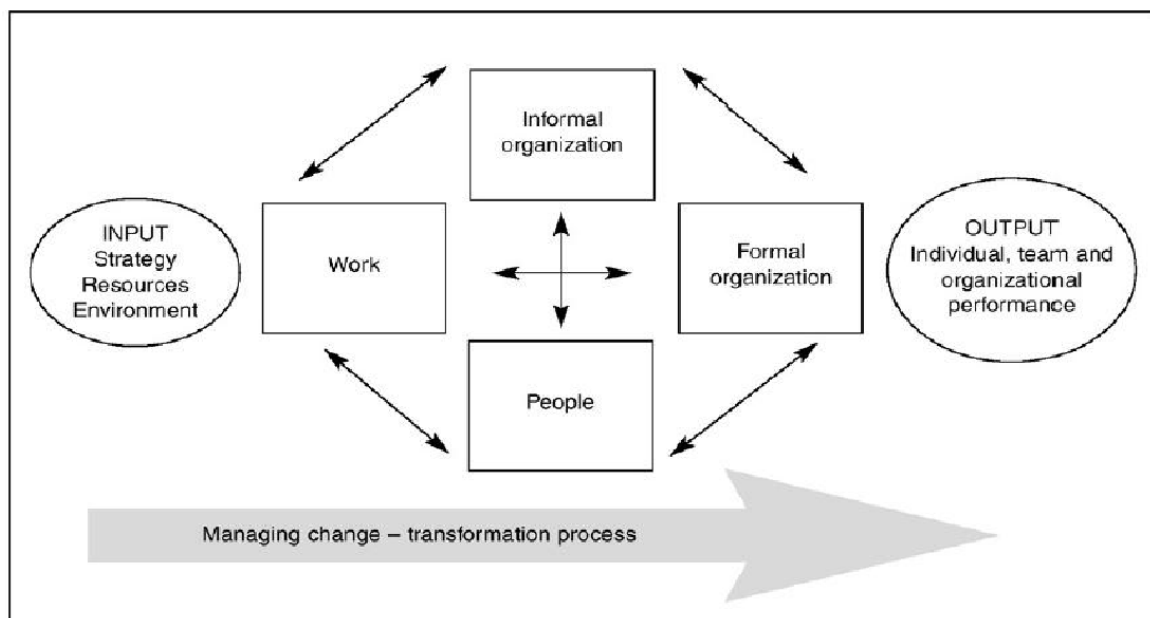 Informal
organization
INPUT
Strategy
Resources
Environment
Work
Formal
organization
OUTPUT
Individual, team and
organizational
performance
People
Managing change – transformation process